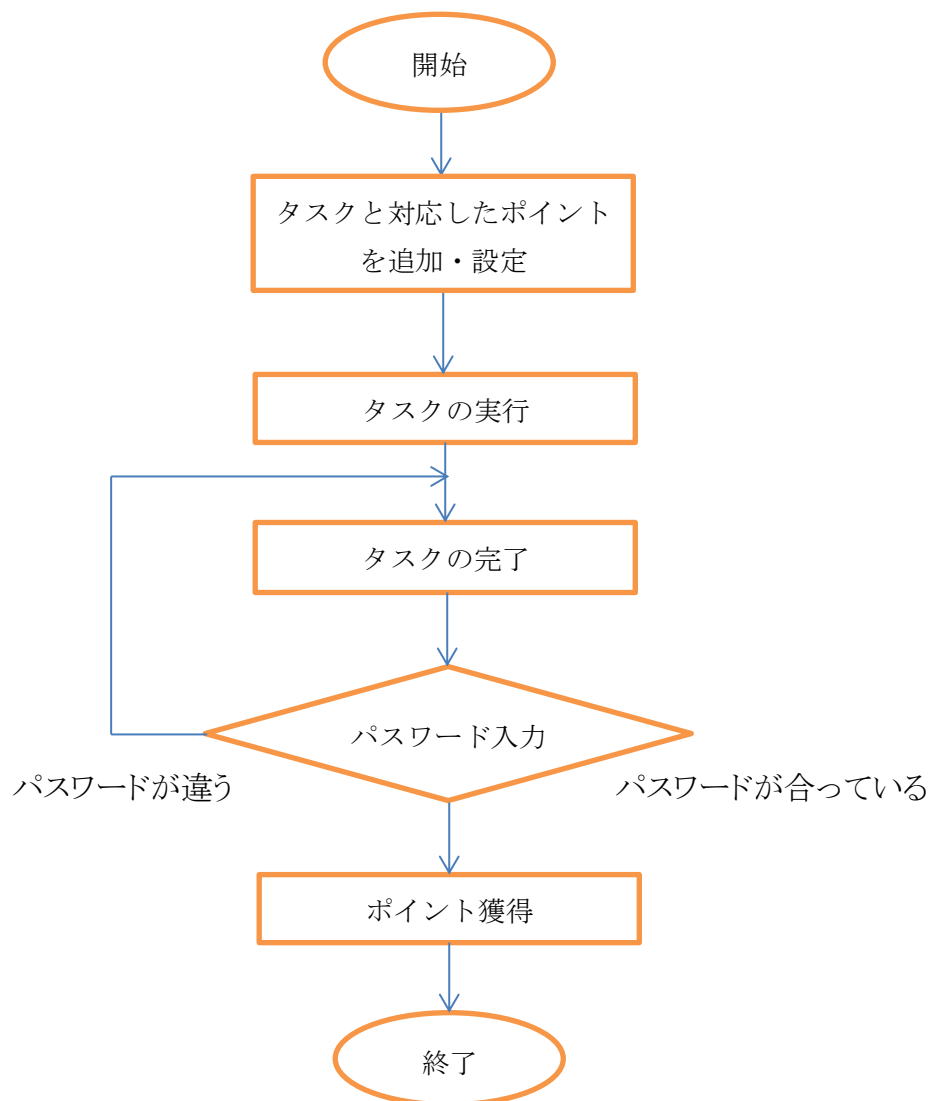 開始
タスクと対応したポイント
を追加・設定
タスクの実行
タスクの完了
パスワード入力
パスワードが違う
パスワードが合っている
ポイント獲得
終了